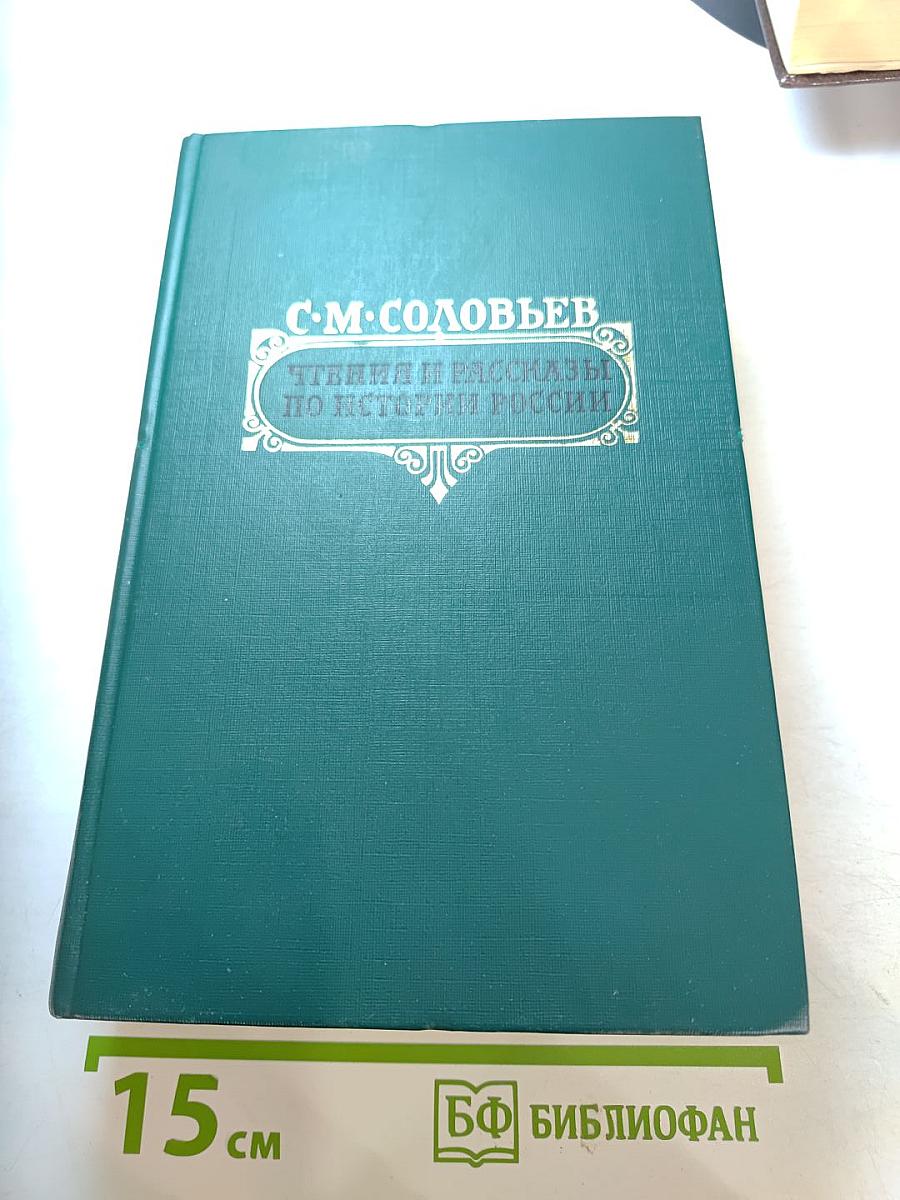 С·М·СОЛОВЬЕВ
ЧТЕНИЯ И РАССКАЗЫ
ПО ИСТОРИИ РОССИИ
15 см
БФ БИБЛИОФАН